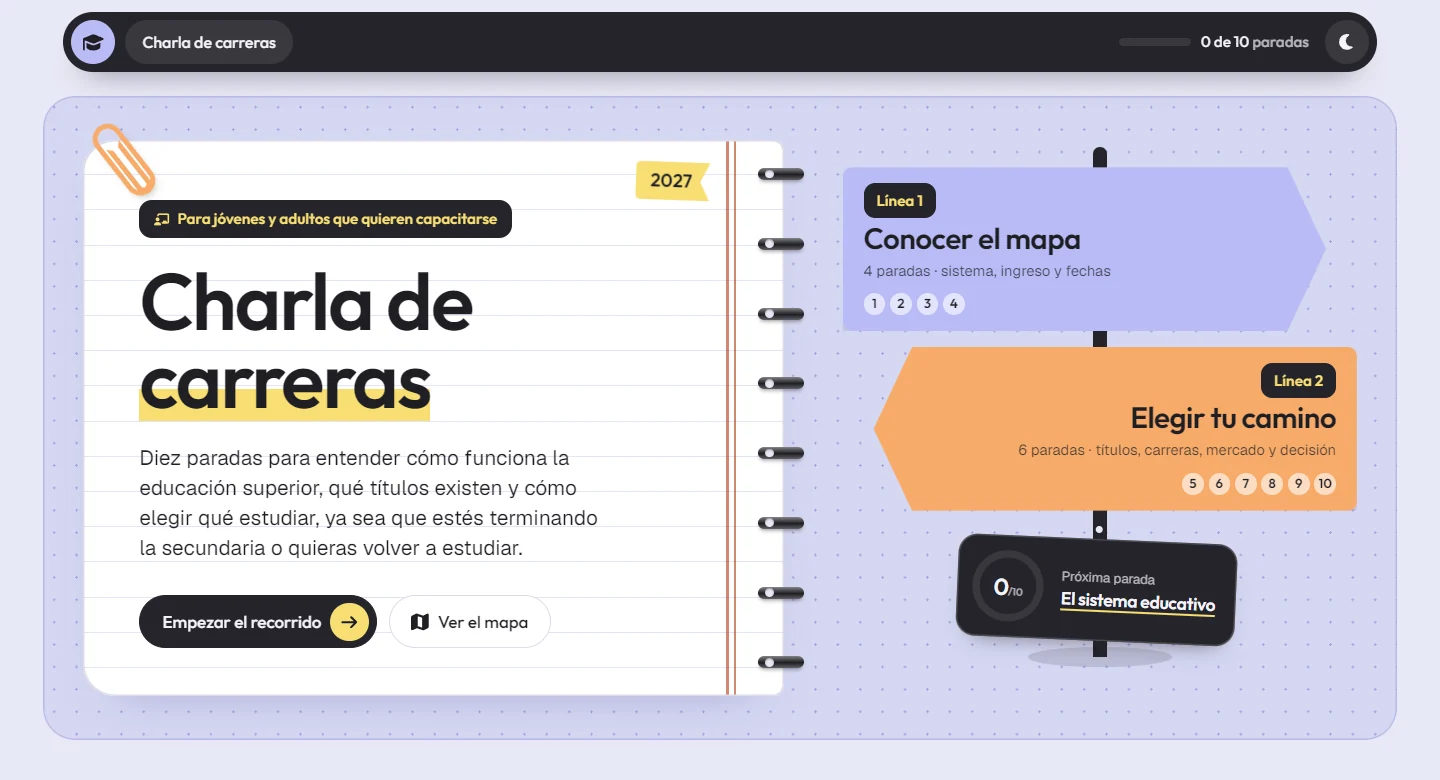 Charla de carreras
0 de 10 paradas
2027
Para jóvenes y adultos que quieren capacitarse
Charla de
carreras
Diez paradas para entender cómo funciona la
educación superior, qué títulos existen y cómo
elegir qué estudiar, ya sea que estés terminando
la secundaria o quieras volver a estudiar.
Empezar el recorrido
Ver el mapa
Línea 1
Conocer el mapa
4 paradas · sistema, ingreso y fechas
1 2 3 4
Línea 2
Elegir tu camino
6 paradas · títulos, carreras, mercado y decisión
5 6 7 8 9 10
0/10
Próxima parada
El sistema educativo